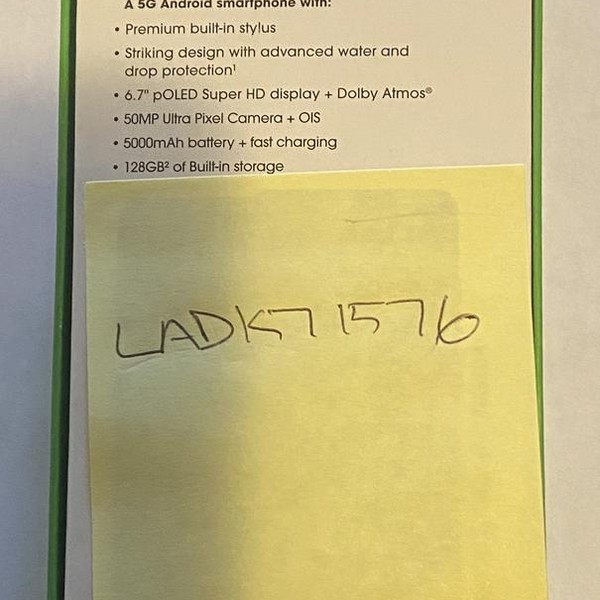 A 5G Android smartphone with:
• Premium built-in stylus
• Striking design with advanced water and
drop protection¹
• 6.7" pOLED Super HD display + Dolby Atmos®
• 50MP Ultra Pixel Camera + OIS
• 5000mAh battery + fast charging
• 128GB² of Built-in storage
LADK71576